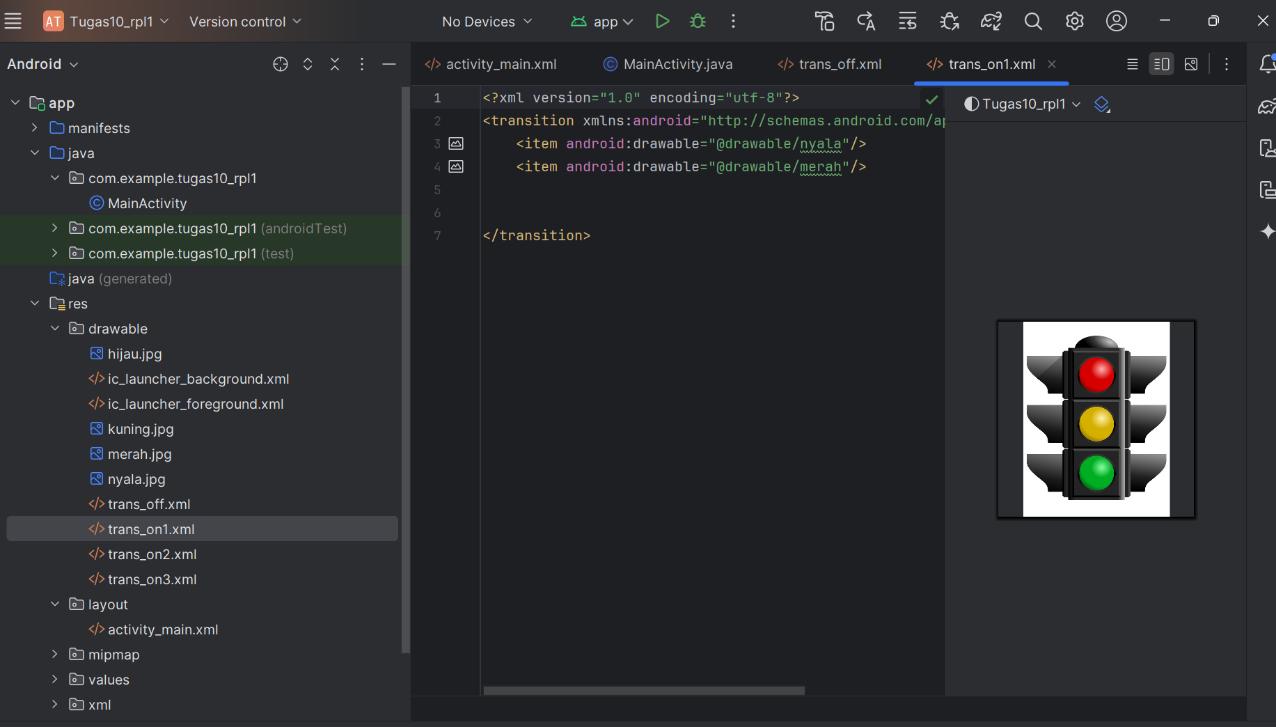 AT Tugas10_rpl1 Version control No Devices app
Android
activity_main.xml MainActivity.java trans_off.xml trans_on1.xml
app
manifests
java
com.example.tugas10_rpl1
MainActivity
com.example.tugas10_rpl1 (androidTest)
com.example.tugas10_rpl1 (test)
java (generated)
res
drawable
hijau.jpg
ic_launcher_background.xml
ic_launcher_foreground.xml
kuning.jpg
merah.jpg
nyala.jpg
trans_off.xml
trans_on1.xml
trans_on2.xml
trans_on3.xml
layout
activity_main.xml
mipmap
values
xml
1 <?xml version="1.0" encoding="utf-8"?>
2 <transition xmlns:android="http://schemas.android.com/ap
3 <item android:drawable="@drawable/nyala"/>
4 <item android:drawable="@drawable/merah"/>
5
6
7 </transition>
Tugas10_rpl1